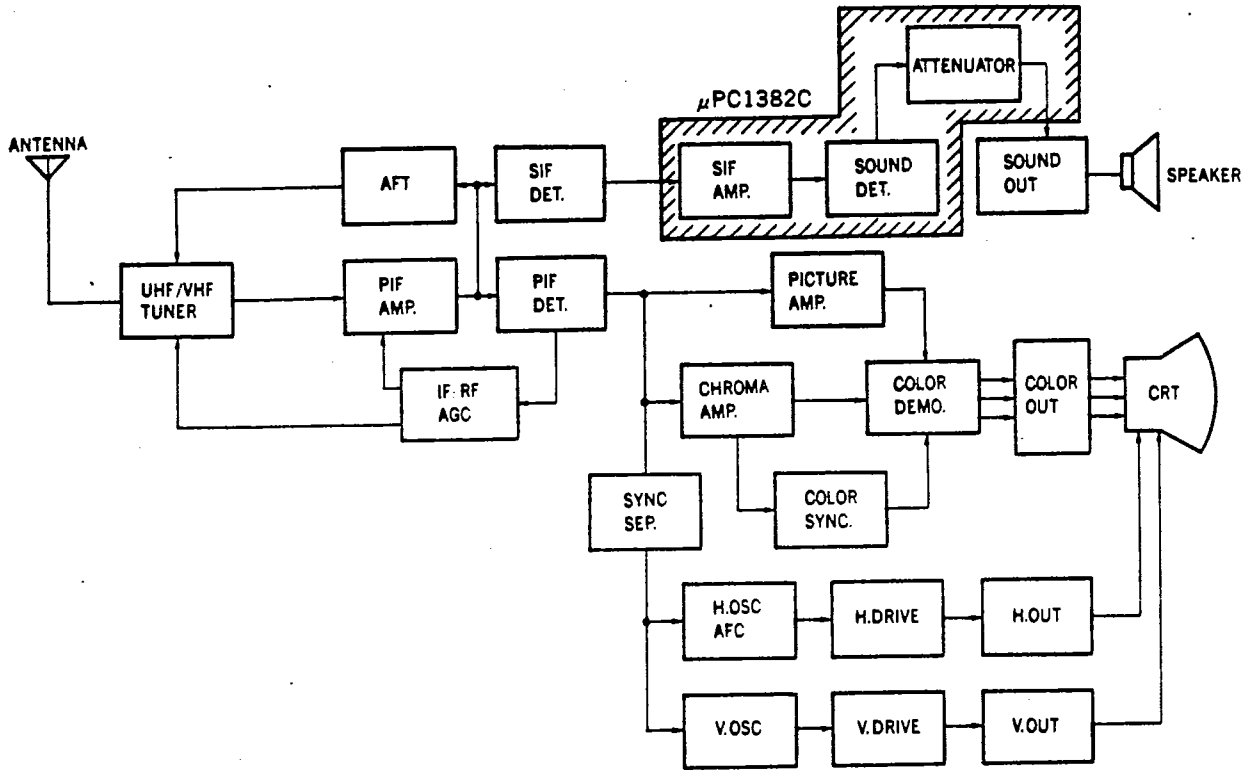 ATTENUATOR
μPC1382C
ANTENNA
AFT
SIF
DET.
SIF
AMP.
SOUND
DET.
SOUND
OUT
SPEAKER
UHF/VHF
TUNER
PIF
AMP.
PIF
DET.
PICTURE
AMP.
IF: RF
AGC
CHROMA
AMP.
COLOR
DEMO.
COLOR
OUT
CRT
SYNC
SEP.
COLOR
SYNC.
H.OSC
AFC
H.DRIVE
H.OUT
V.OSC
V.DRIVE
V.OUT